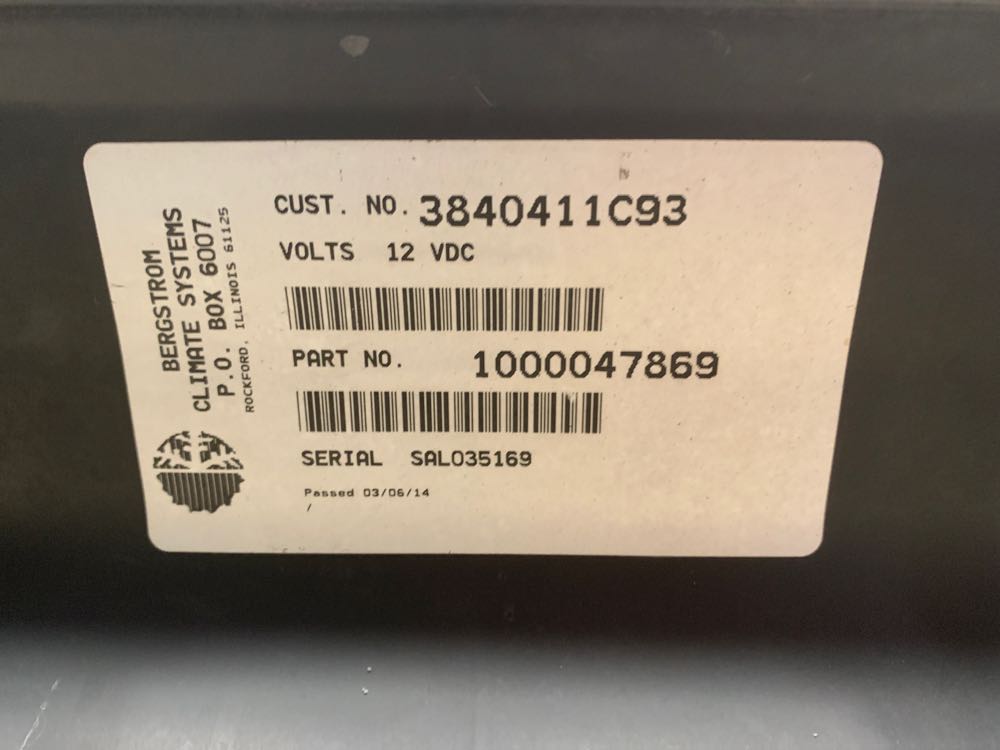 BERGSTROM
CLIMATE SYSTEMS
P.O. BOX 6007
ROCKFORD, ILLINOIS 61125
CUST. NO. 3840411C93
VOLTS 12 VDC
PART NO. 1000047869
SERIAL SAL035169
Passed 03/06/14